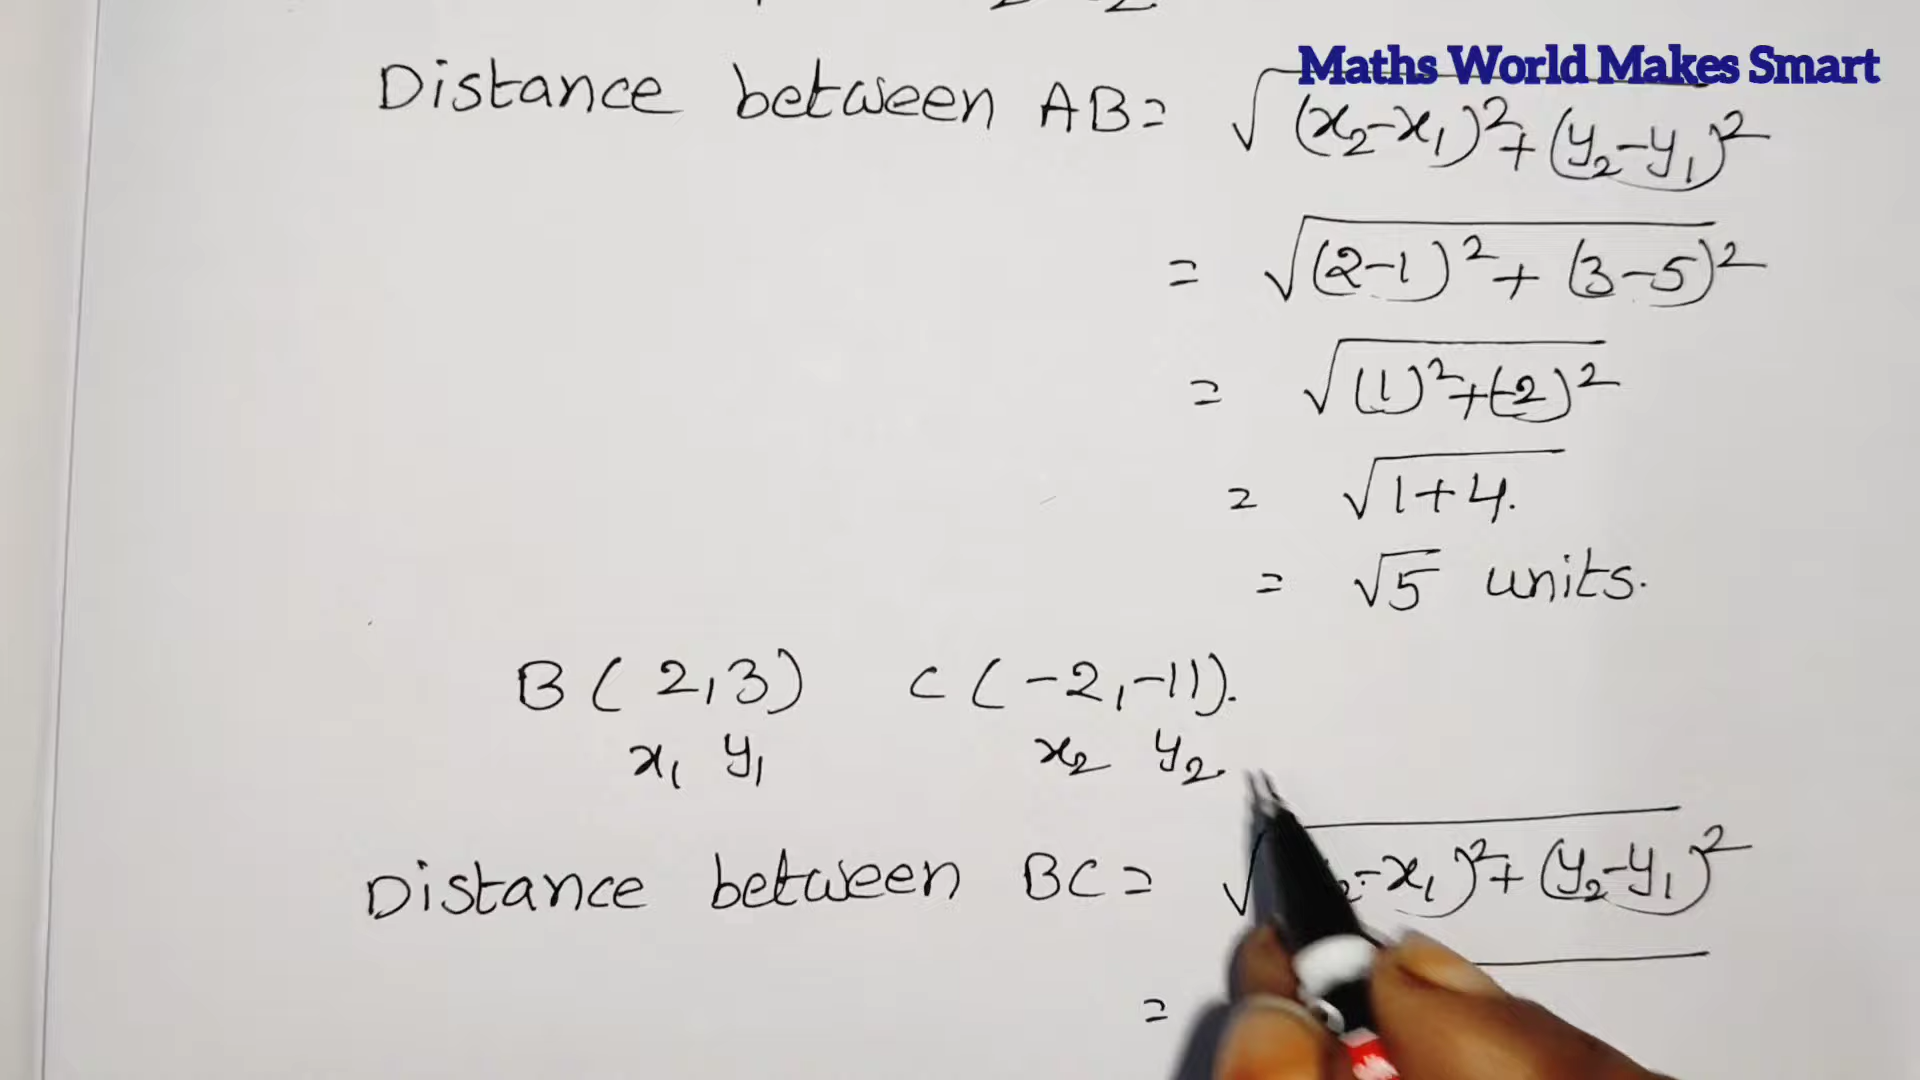 Maths World Makes Smart
Distance between AB = √(x₂-x₁)²+(y₂-y₁)²
= √(2-1)² + (3-5)²
= √(1)²+(-2)²
= √1+4.
= √5 units.
B ( 2,3) C ( -2,-11).
x₁ y₁ x₂ y₂.
Distance between BC = √ ₂-x₁)²+(y₂-y₁)²
=